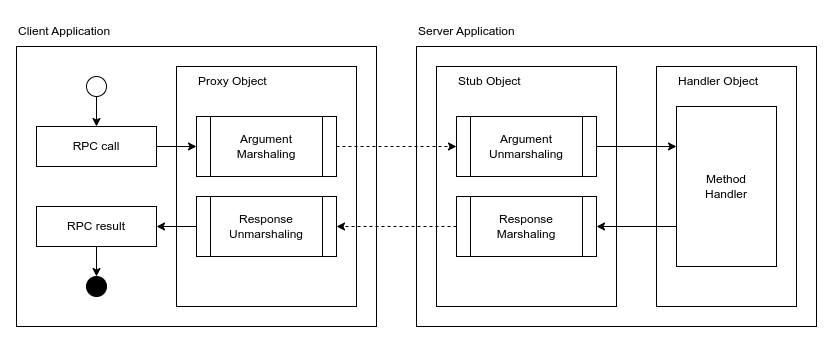 Client Application
Server Application
Proxy Object
Stub Object
Handler Object
RPC call
Argument
Marshaling
Argument
Unmarshaling
Method
Handler
RPC result
Response
Unmarshaling
Response
Marshaling